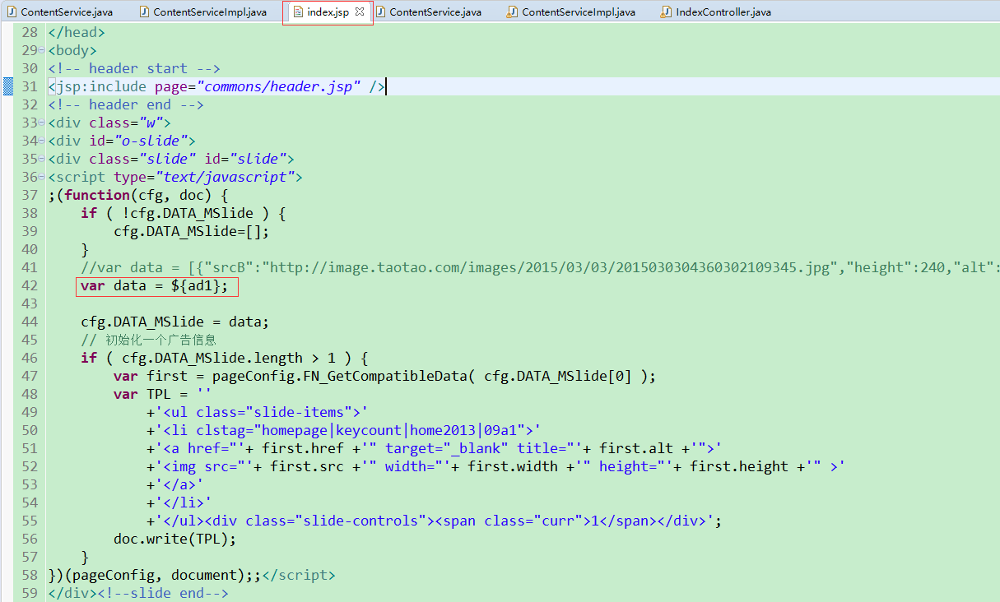 ContentService.java ContentServiceImpl.java index.jsp ContentService.java ContentServiceImpl.java IndexController.java
28 </head>
29 <body>
30 <!-- header start -->
31 <jsp:include page="commons/header.jsp" />
32 <!-- header end -->
33 <div class="w">
34 <div id="o-slide">
35 <div class="slide" id="slide">
36 <script type="text/javascript">
37 ;(function(cfg, doc) {
38     if ( !cfg.DATA_MSlide ) {
39         cfg.DATA_MSlide=[];
40     }
41     //var data = [{"srcB":"http://image.taotao.com/images/2015/03/03/2015030304360302109345.jpg","height":240,"alt":
42     var data = ${ad1};
43
44     cfg.DATA_MSlide = data;
45     // 初始化一个广告信息
46     if ( cfg.DATA_MSlide.length > 1 ) {
47         var first = pageConfig.FN_GetCompatibleData( cfg.DATA_MSlide[0] );
48         var TPL = ''
49             +'<ul class="slide-items">'
50             +'<li clstag="homepage|keycount|home2013|09a1">'
51             +'<a href="'+ first.href +'" target="_blank" title="'+ first.alt +'">'
52             +'<img src="'+ first.src +'" width="'+ first.width +'" height="'+ first.height +'" >'
53             +'</a>'
54             +'</li>'
55             +'</ul><div class="slide-controls"><span class="curr">1</span></div>';
56         doc.write(TPL);
57     }
58 })(pageConfig, document);;</script>
59 </div><!--slide end-->